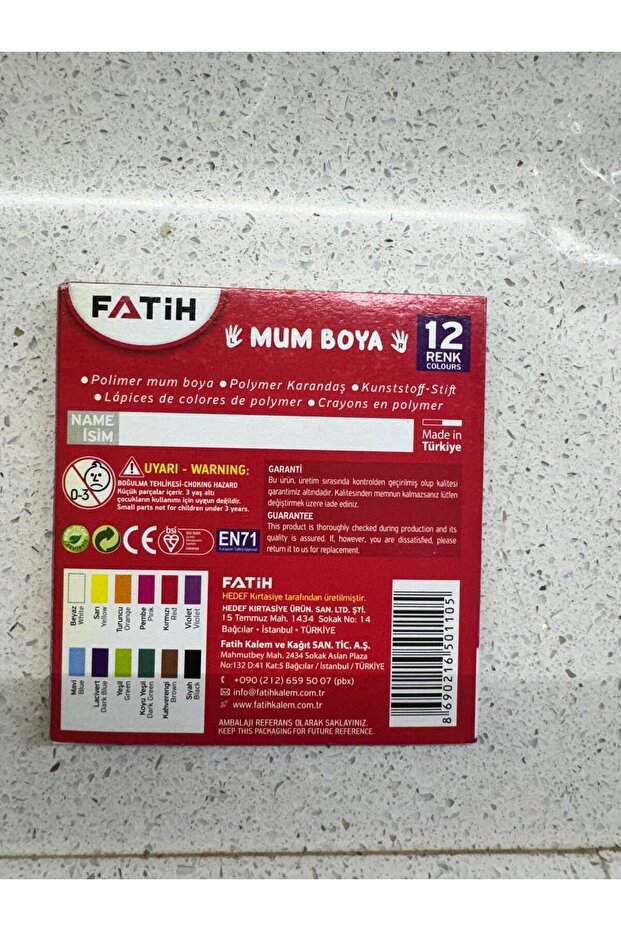 FATiH
MUM BOYA
12
RENK
COLOURS
● Polimer mum boya ● Polymer Karandaş ● Kunststoff-Stift
● Lápices de colores de polymer ● Crayons en polymer
NAME
İSİM
Made in
Türkiye
0-3
UYARI - WARNING:
BOĞULMA TEHLİKESİ-CHOKING HAZARD
Küçük parçalar içerir. 3 yaş altı
çocukların kullanımı için uygun değildir.
Small parts not for children under 3 years.
GARANTİ
Bu ürün, üretim sırasında kontrolden geçirilmiş olup kalitesi
garantimiz altındadır. Kalitesinden memnun kalmazsanız lütfen
değiştirmek üzere iade ediniz.
GUARANTEE
This product is thoroughly checked during production and its
quality is assured. If, however, you are dissatisfied, please
return it to us for replacement.
CE
bsi
EN71
Beyaz
White
Sarı
Yellow
Turuncu
Orange
Pembe
Pink
Kırmızı
Red
Violet
Violet
Mavi
Blue
Lacivert
Dark Blue
Yeşil
Green
Koyu Yeşil
Dark Green
Kahverengi
Brown
Siyah
Black
FATiH
HEDEF Kırtasiye tarafından üretilmiştir.
HEDEF KIRTASİYE ÜRÜN. SAN. LTD. ŞTİ.
15 Temmuz Mah. 1434 Sokak No: 14
Bağcılar • İstanbul • TÜRKİYE
Fatih Kalem ve Kağıt SAN. TİC. A.Ş.
Mahmutbey Mah. 2434 Sokak Aslan Plaza
No:132 D:41 Kat:5 Bağcılar / İstanbul / TÜRKİYE
+090 (212) 659 50 07 (pbx)
info@fatihkalem.com.tr
www.fatihkalem.com.tr
AMBALAJI REFERANS OLARAK SAKLAYINIZ.
KEEP THIS PACKAGING FOR FUTURE REFERENCE.
8 690216 501105